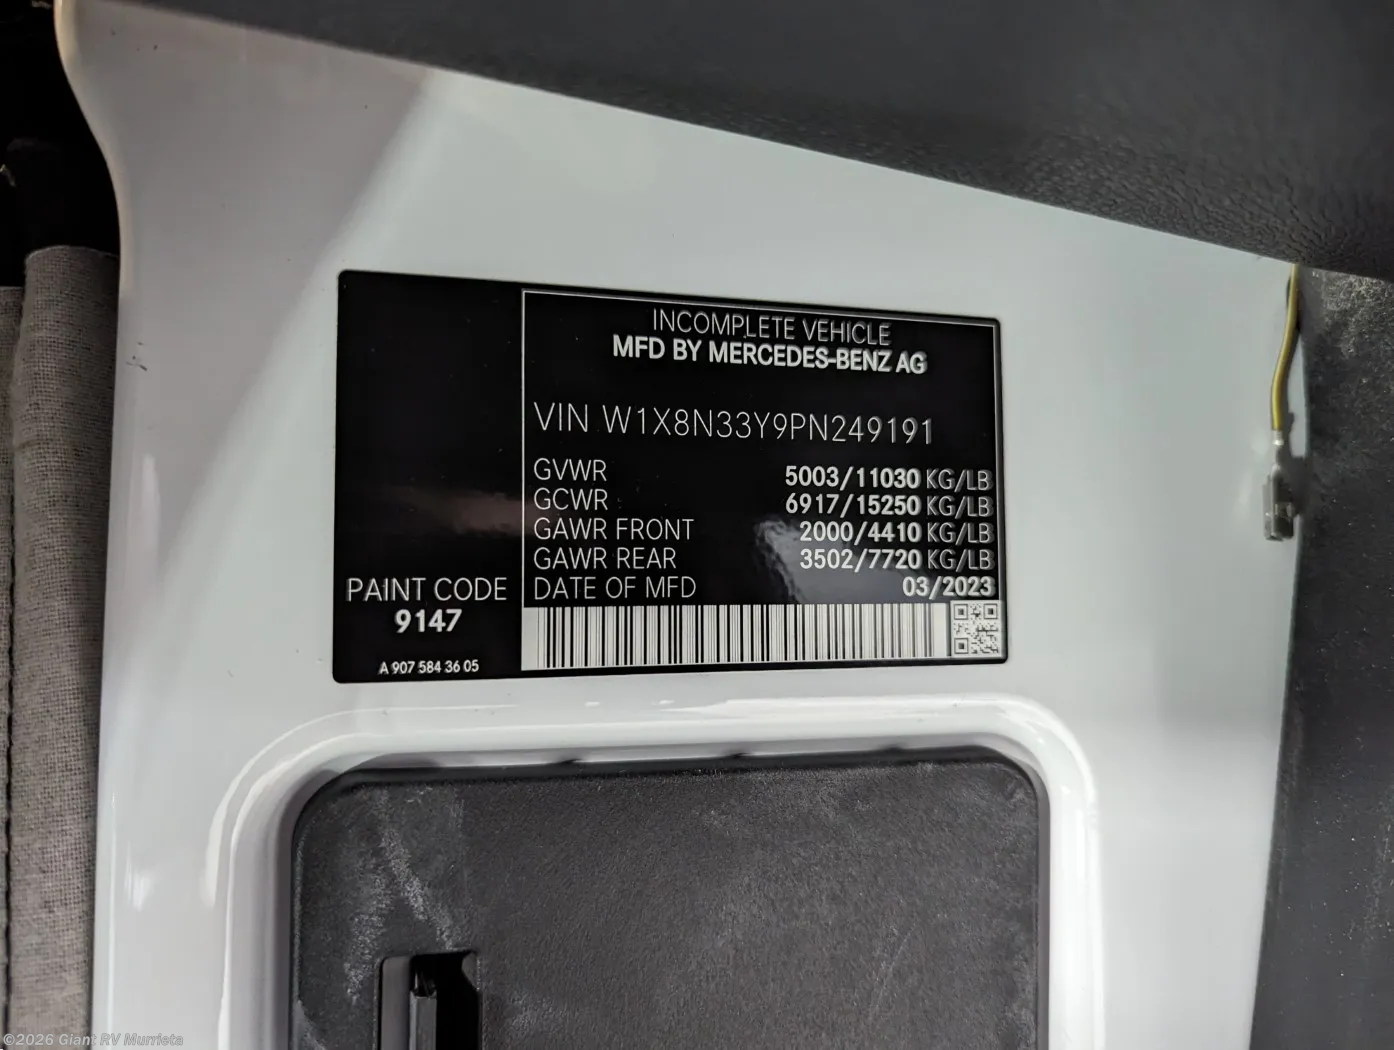 INCOMPLETE VEHICLE
MFD BY MERCEDES-BENZ AG
VIN W1X8N33Y9PN249191
GVWR 5003/11030 KG/LB
GCWR 6917/15250 KG/LB
GAWR FRONT 2000/4410 KG/LB
GAWR REAR 3502/7720 KG/LB
DATE OF MFD 03/2023
PAINT CODE
9147
A 907 584 36 05
©2026 Giant RV Murrieta